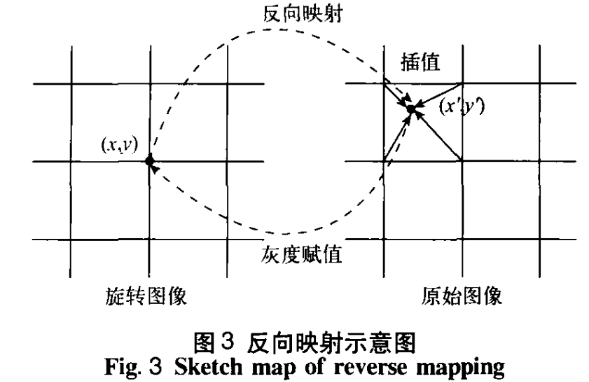 反向映射
插值
(x′,y′)
(x,y)
灰度赋值
旋转图像
原始图像
图3 反向映射示意图
Fig. 3 Sketch map of reverse mapping